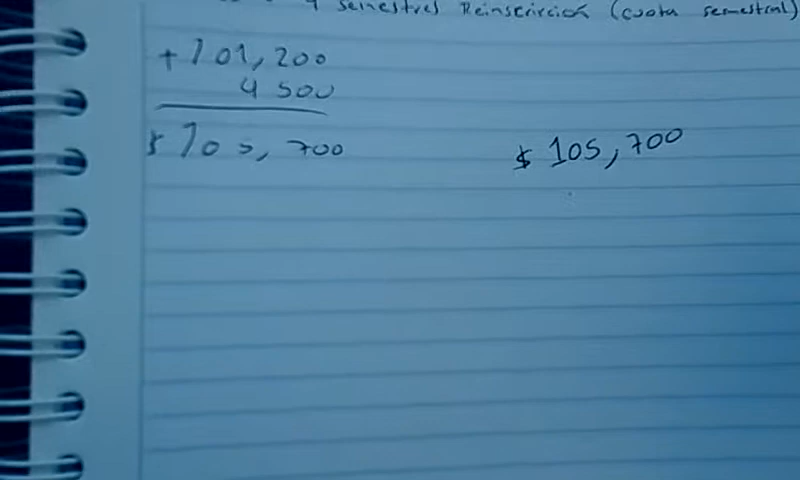 semestres Reinscripción (cuota semestral)
+ 101,200
4 500
$ 105,700
$ 105,700